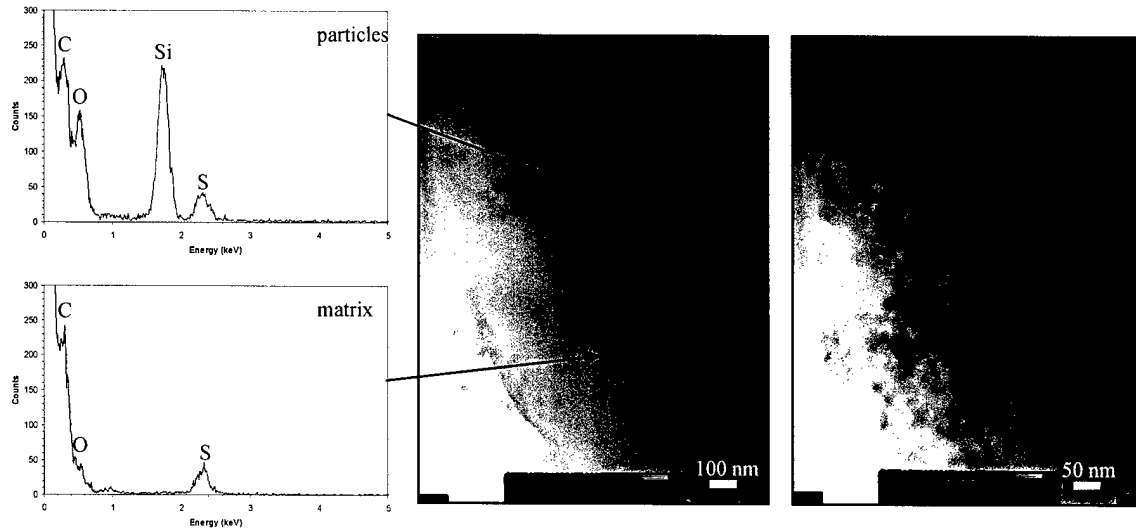 300
250
200
150
100
50
0
Counts
C
O
Si
S
particles
0 1 2 3 4 5
Energy (keV)
300
250
200
150
100
50
0
Counts
C
O
S
matrix
0 1 2 3 4 5
Energy (keV)
100 nm
50 nm